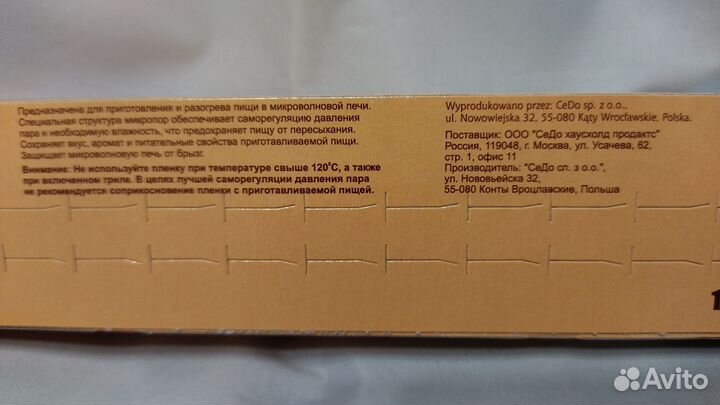 Предназначена для приготовления и разогрева пищи в микроволновой печи.
Специальная структура микропор обеспечивает саморегуляцию давления
пара и необходимую влажность, что предохраняет пищу от пересыхания.
Сохраняет вкус, аромат и питательные свойства приготавливаемой пищи.
Защищает микроволновую печь от брызг.
Внимание: Не используйте пленку при температуре свыше 120°С, а также
при включенном гриле. В целях лучшей саморегуляции давления пара
не рекомендуется соприкосновение пленки с приготавливаемой пищей.
Wyprodukowano przez: CeDo sp. z o.o.,
ul. Nowowiejska 32, 55-080 Kąty Wrocławskie, Polska.
Поставщик: ООО "СеДо хаусхолд продактс"
Россия, 119048, г. Москва, ул. Усачева, 62,
стр. 1, офис 11
Производитель: "СеДо сп. з о.о.",
ул. Нововьейска 32,
55-080 Конты Вроцлавские, Польша
Avito